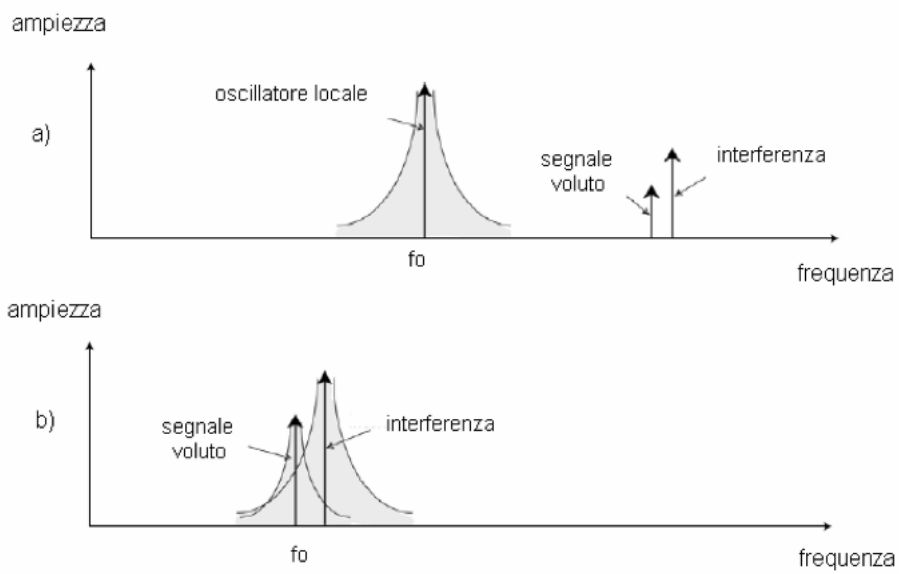 ampiezza
oscillatore locale
a)
segnale
voluto
interferenza
fo
frequenza
ampiezza
b)
segnale
voluto
interferenza
fo
frequenza